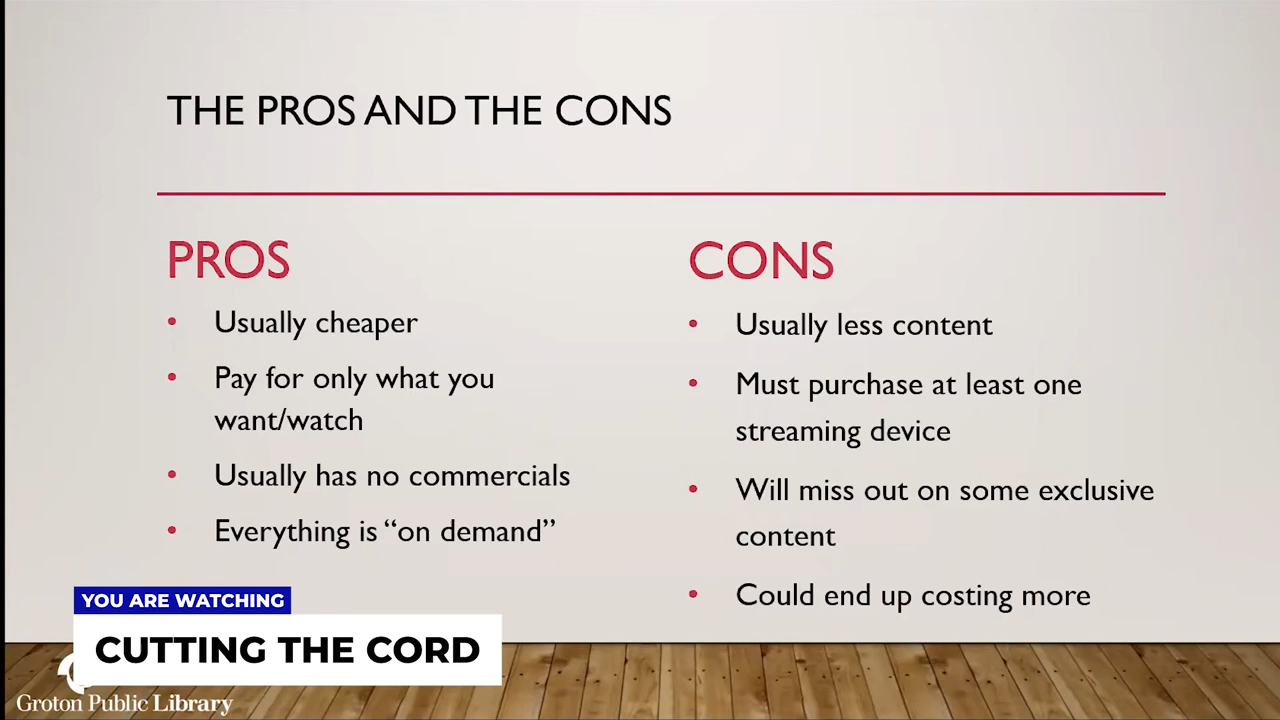 THE PROS AND THE CONS
PROS
• Usually cheaper
• Pay for only what you
want/watch
• Usually has no commercials
• Everything is “on demand”
CONS
• Usually less content
• Must purchase at least one
streaming device
• Will miss out on some exclusive
content
• Could end up costing more
YOU ARE WATCHING
CUTTING THE CORD
Groton Public Library